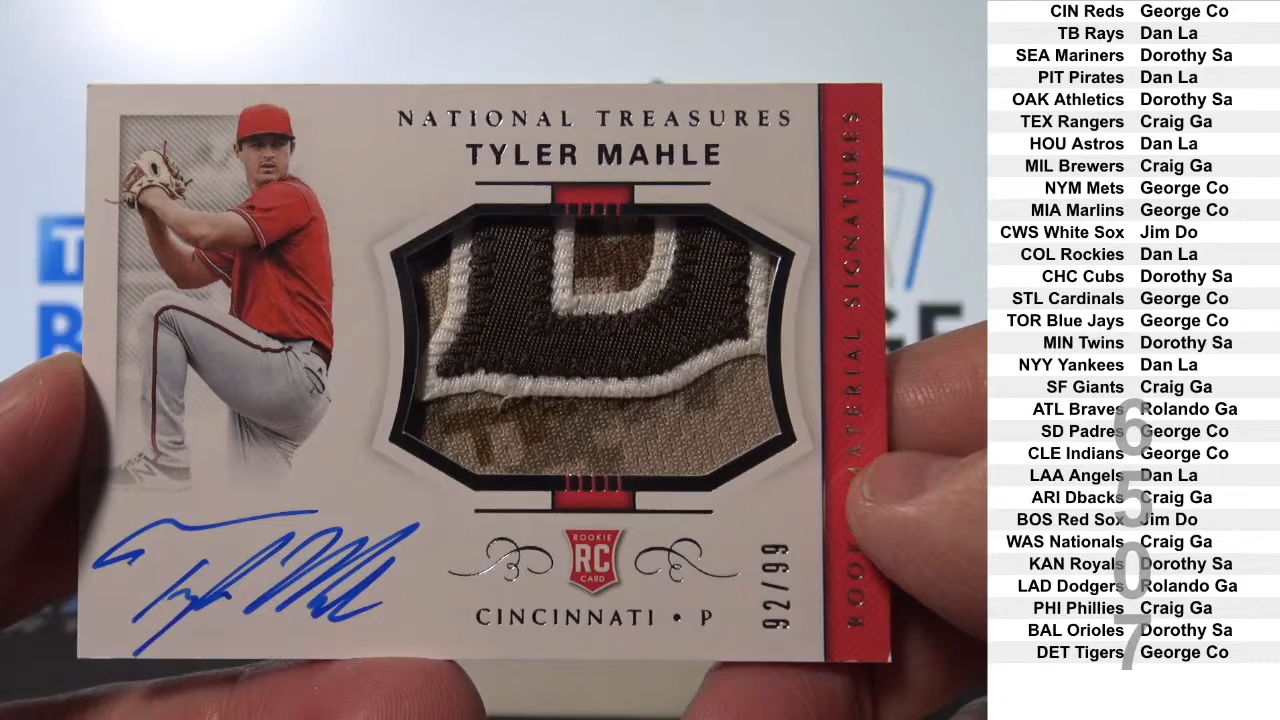 NATIONAL TREASURES
TYLER MAHLE
ROOKIE
RC
CARD
CINCINNATI • P
92/99
MATERIAL SIGNATURES
CIN Reds George Co
TB Rays Dan La
SEA Mariners Dorothy Sa
PIT Pirates Dan La
OAK Athletics Dorothy Sa
TEX Rangers Craig Ga
HOU Astros Dan La
MIL Brewers Craig Ga
NYM Mets George Co
MIA Marlins George Co
CWS White Sox Jim Do
COL Rockies Dan La
CHC Cubs Dorothy Sa
STL Cardinals George Co
TOR Blue Jays George Co
MIN Twins Dorothy Sa
NYY Yankees Dan La
SF Giants Craig Ga
ATL Braves Rolando Ga
SD Padres George Co
CLE Indians George Co
LAA Angels Dan La
ARI Dbacks Craig Ga
BOS Red Sox Jim Do
WAS Nationals Craig Ga
KAN Royals Dorothy Sa
LAD Dodgers Rolando Ga
PHI Phillies Craig Ga
BAL Orioles Dorothy Sa
DET Tigers George Co
6507